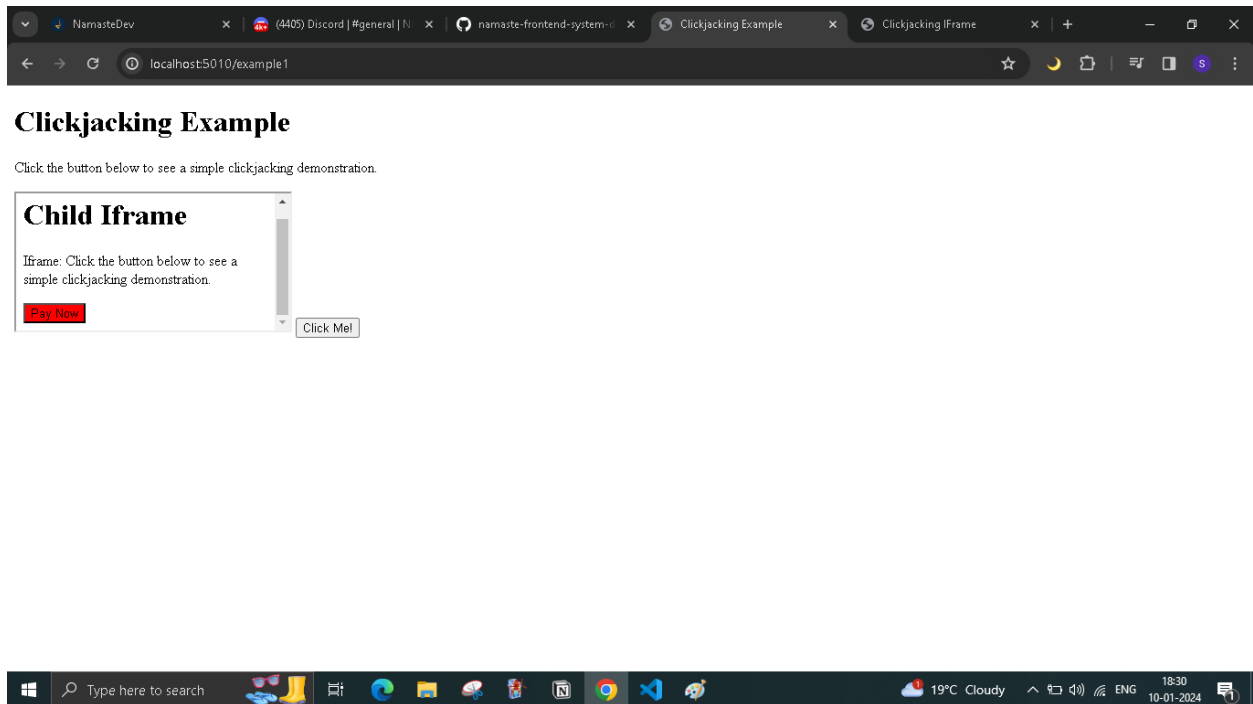 NamasteDev
(4405) Discord | #general | N
namaste-frontend-system-d
Clickjacking Example
Clickjacking IFrame
localhost:5010/example1
S
Clickjacking Example
Click the button below to see a simple clickjacking demonstration.
Child Iframe
Iframe: Click the button below to see a
simple clickjacking demonstration.
Pay Now
Click Me!
Type here to search
19°C Cloudy
ENG
18:30
10-01-2024
1